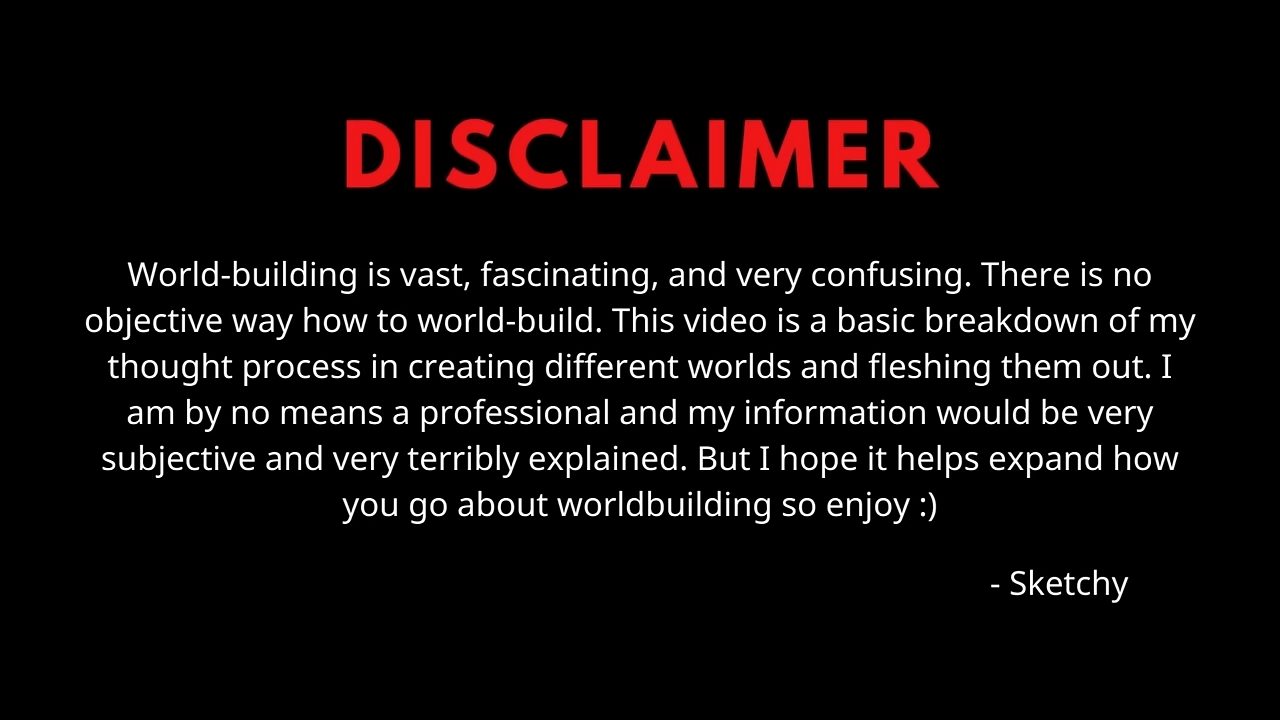 DISCLAIMER
World-building is vast, fascinating, and very confusing. There is no
objective way how to world-build. This video is a basic breakdown of my
thought process in creating different worlds and fleshing them out. I
am by no means a professional and my information would be very
subjective and very terribly explained. But I hope it helps expand how
you go about worldbuilding so enjoy :)
- Sketchy